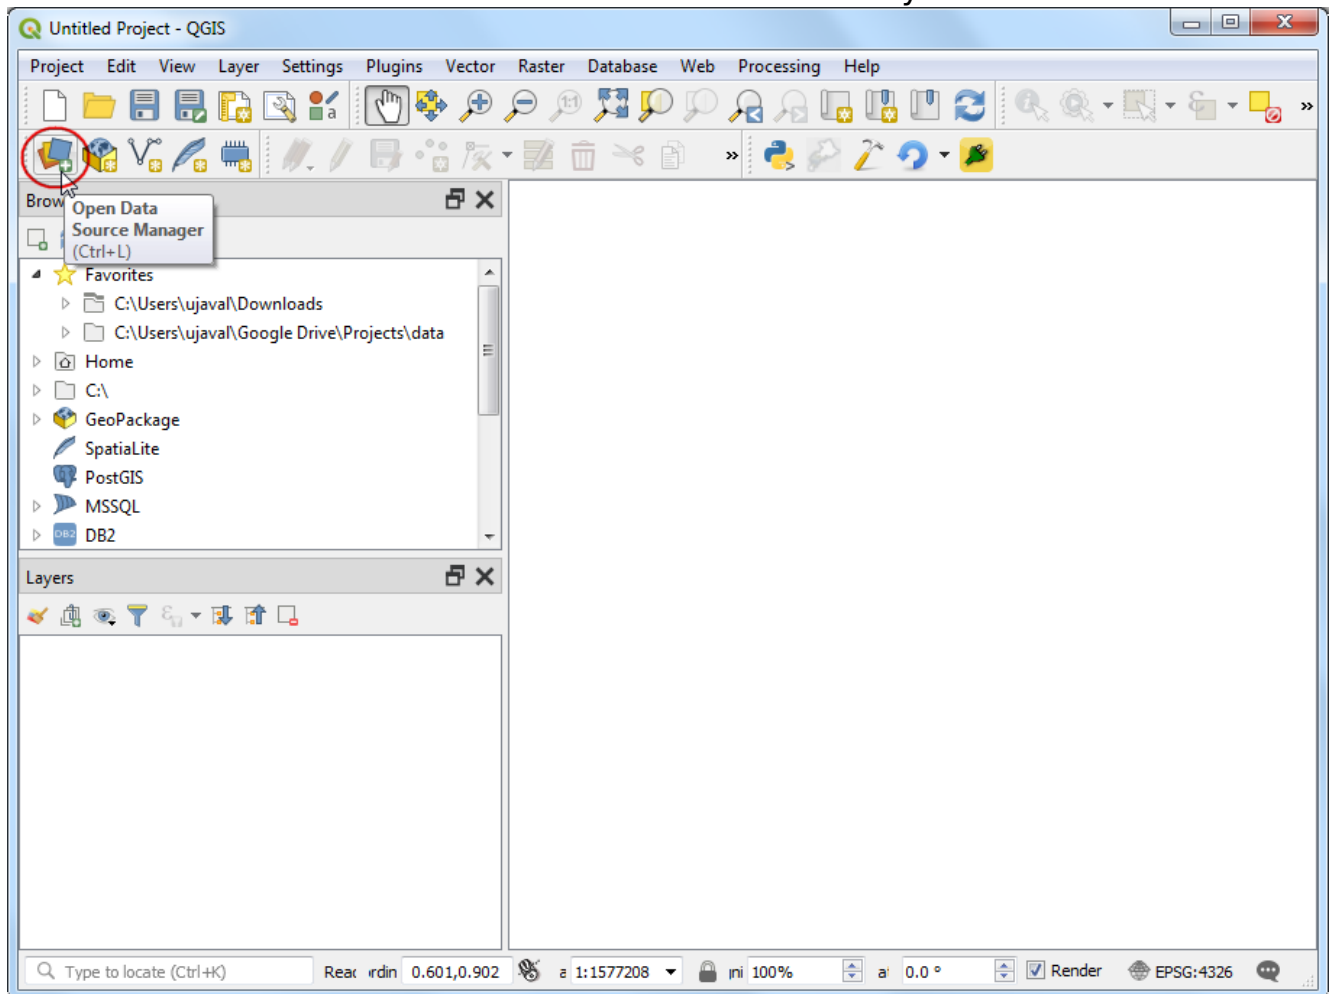 Untitled Project - QGIS
Project Edit View Layer Settings Plugins Vector Raster Database Web Processing Help
1:1
a
»
»
Open Data
Source Manager
(Ctrl+L)
Favorites
C:\Users\ujaval\Downloads
C:\Users\ujaval\Google Drive\Projects\data
Home
C:\
GeoPackage
SpatiaLite
PostGIS
MSSQL
DB2 DB2
Layers
Type to locate (Ctrl+K) 0.601,0.902 1:1577208 100% 0.0 ° Render EPSG:4326